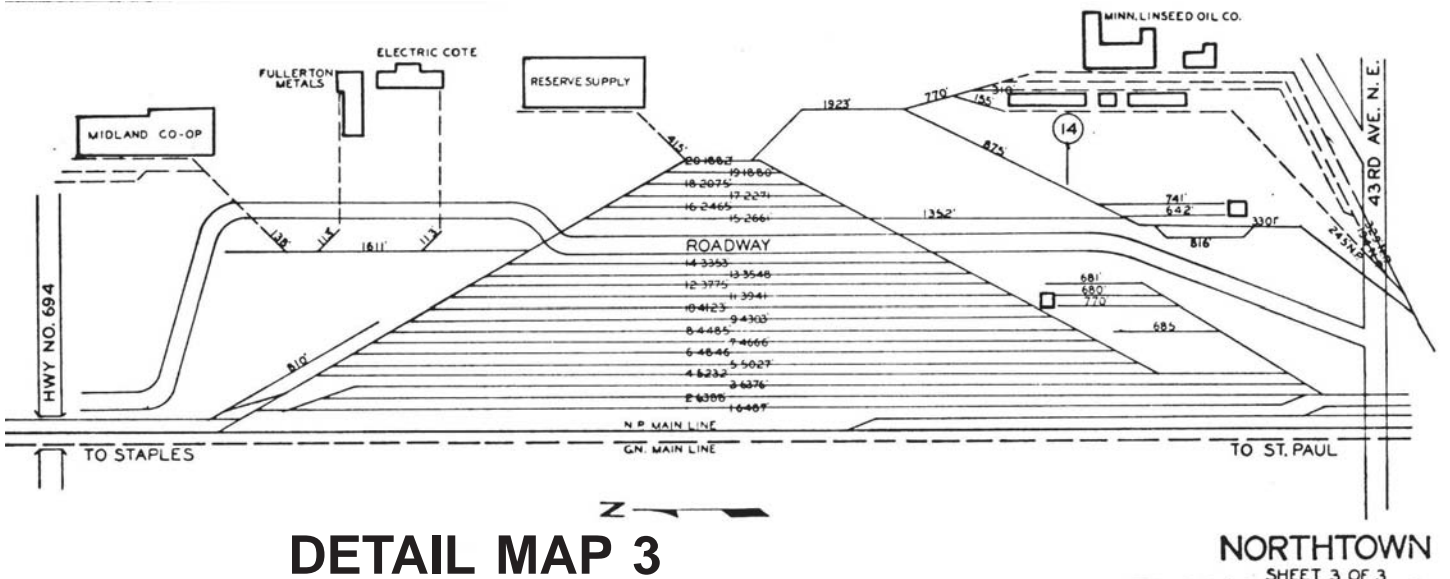 MINN. LINSEED OIL CO.
ELECTRIC COTE
FULLERTON
METALS
RESERVE SUPPLY
MIDLAND CO-OP
43RD AVE. N. E.
HWY NO. 694
1923'
770'
310'
155'
14
415'
875'
20 1882'
19 1880'
18 2075'
17 2271'
16 2465'
15 2661'
1352'
741'
642'
330'
816'
245 N.P.
138'
113'
113'
1611'
ROADWAY
14 3353'
13 3548'
12 3775'
11 3941'
10 4123'
9 4303'
8 4485'
7 4666'
6 4846'
5 5027'
4 5232'
3 6376'
2 6388'
1 6487'
681'
680'
770'
685
810'
N.P. MAIN LINE
G.N. MAIN LINE
TO STAPLES
TO ST. PAUL
N
DETAIL MAP 3
NORTHTOWN
SHEET 3 OF 3